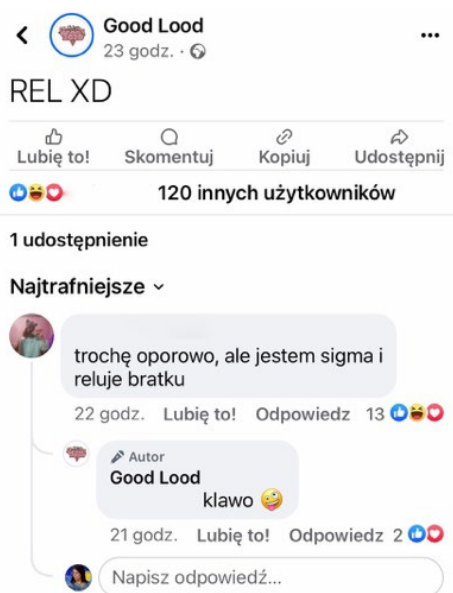 Good Lood
23 godz. ·
REL XD
Lubię to!
Skomentuj
Kopiuj
Udostępnij
120 innych użytkowników
1 udostępnienie
Najtrafniejsze
trochę oporowo, ale jestem sigma i
reluje bratku
22 godz. Lubię to! Odpowiedz 13
Autor
Good Lood
klawo 🤪
21 godz. Lubię to! Odpowiedz 2
Napisz odpowiedź...